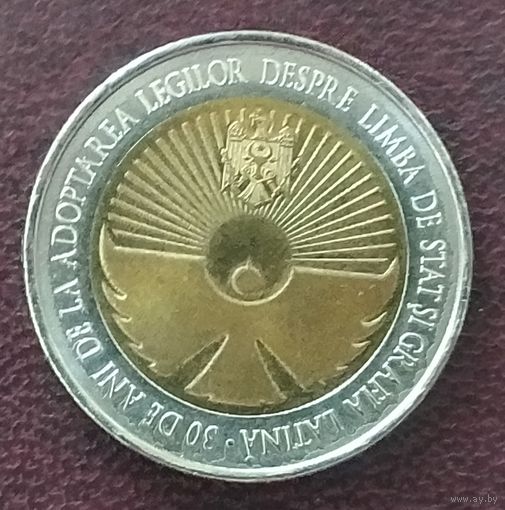 30 DE ANI DE LA ADOPTAREA LEGILOR DESPRE LIMBA DE STAT ȘI GRAFIA LATINĂ •
www.ay.by